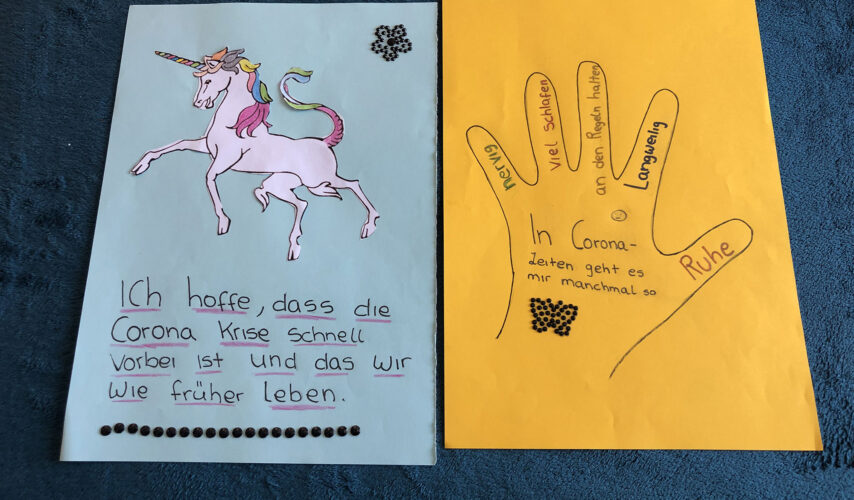 Ich hoffe, dass die
Corona Krise schnell
vorbei ist und das wir
wie früher leben.
nervig
viel schlafen
an den Regeln halten
Langweilig
Ruhe
In Corona-
Zeiten geht es
mir manchmal so